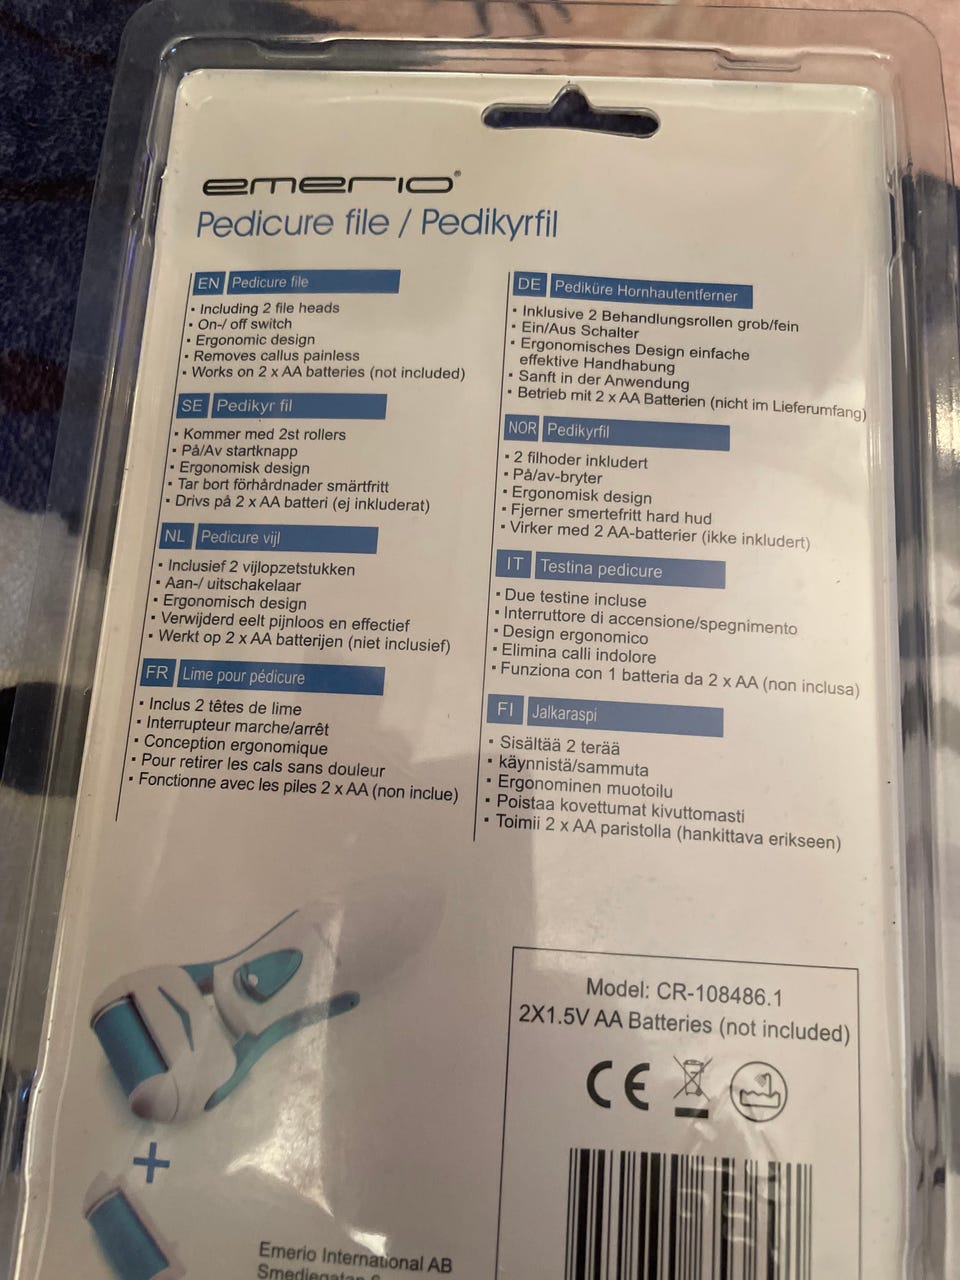 emerio®
Pedicure file / Pedikyrfil
EN Pedicure file
• Including 2 file heads
• On-/ off switch
• Ergonomic design
• Removes callus painless
• Works on 2 x AA batteries (not included)
SE Pedikyr fil
• Kommer med 2st rollers
• På/Av startknapp
• Ergonomisk design
• Tar bort förhårdnader smärtfritt
• Drivs på 2 x AA batteri (ej inkluderat)
NL Pedicure vijl
• Inclusief 2 vijlopzetstukken
• Aan-/ uitschakelaar
• Ergonomisch design
• Verwijderd eelt pijnloos en effectief
• Werkt op 2 x AA batterijen (niet inclusief)
FR Lime pour pédicure
• Inclus 2 têtes de lime
• Interrupteur marche/arrêt
• Conception ergonomique
• Pour retirer les cals sans douleur
• Fonctionne avec les piles 2 x AA (non inclue)
DE Pediküre Hornhautentferner
• Inklusive 2 Behandlungsrollen grob/fein
• Ein/Aus Schalter
• Ergonomisches Design einfache
effektive Handhabung
• Sanft in der Anwendung
• Betrieb mit 2 x AA Batterien (nicht im Lieferumfang)
NOR Pedikyrfil
• 2 filhoder inkludert
• På/av-bryter
• Ergonomisk design
• Fjerner smertefritt hard hud
• Virker med 2 AA-batterier (ikke inkludert)
IT Testina pedicure
• Due testine incluse
• Interruttore di accensione/spegnimento
• Design ergonomico
• Elimina calli indolore
• Funziona con 1 batteria da 2 x AA (non inclusa)
FI Jalkaraspi
• Sisältää 2 terää
• käynnistä/sammuta
• Ergonominen muotoilu
• Poistaa kovettumat kivuttomasti
• Toimii 2 x AA paristolla (hankittava erikseen)
Model: CR-108486.1
2X1.5V AA Batteries (not included)
CE
+
Emerio International AB
Smediegatan